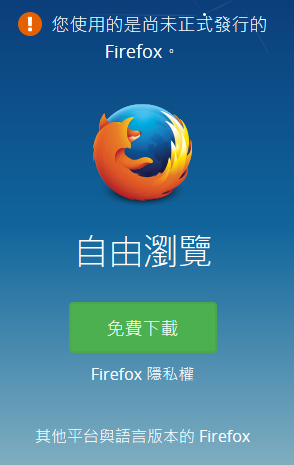 您使用的是尚未正式發行的
Firefox。
自由瀏覽
免費下載
Firefox 隱私權
其他平台與語言版本的 Firefox